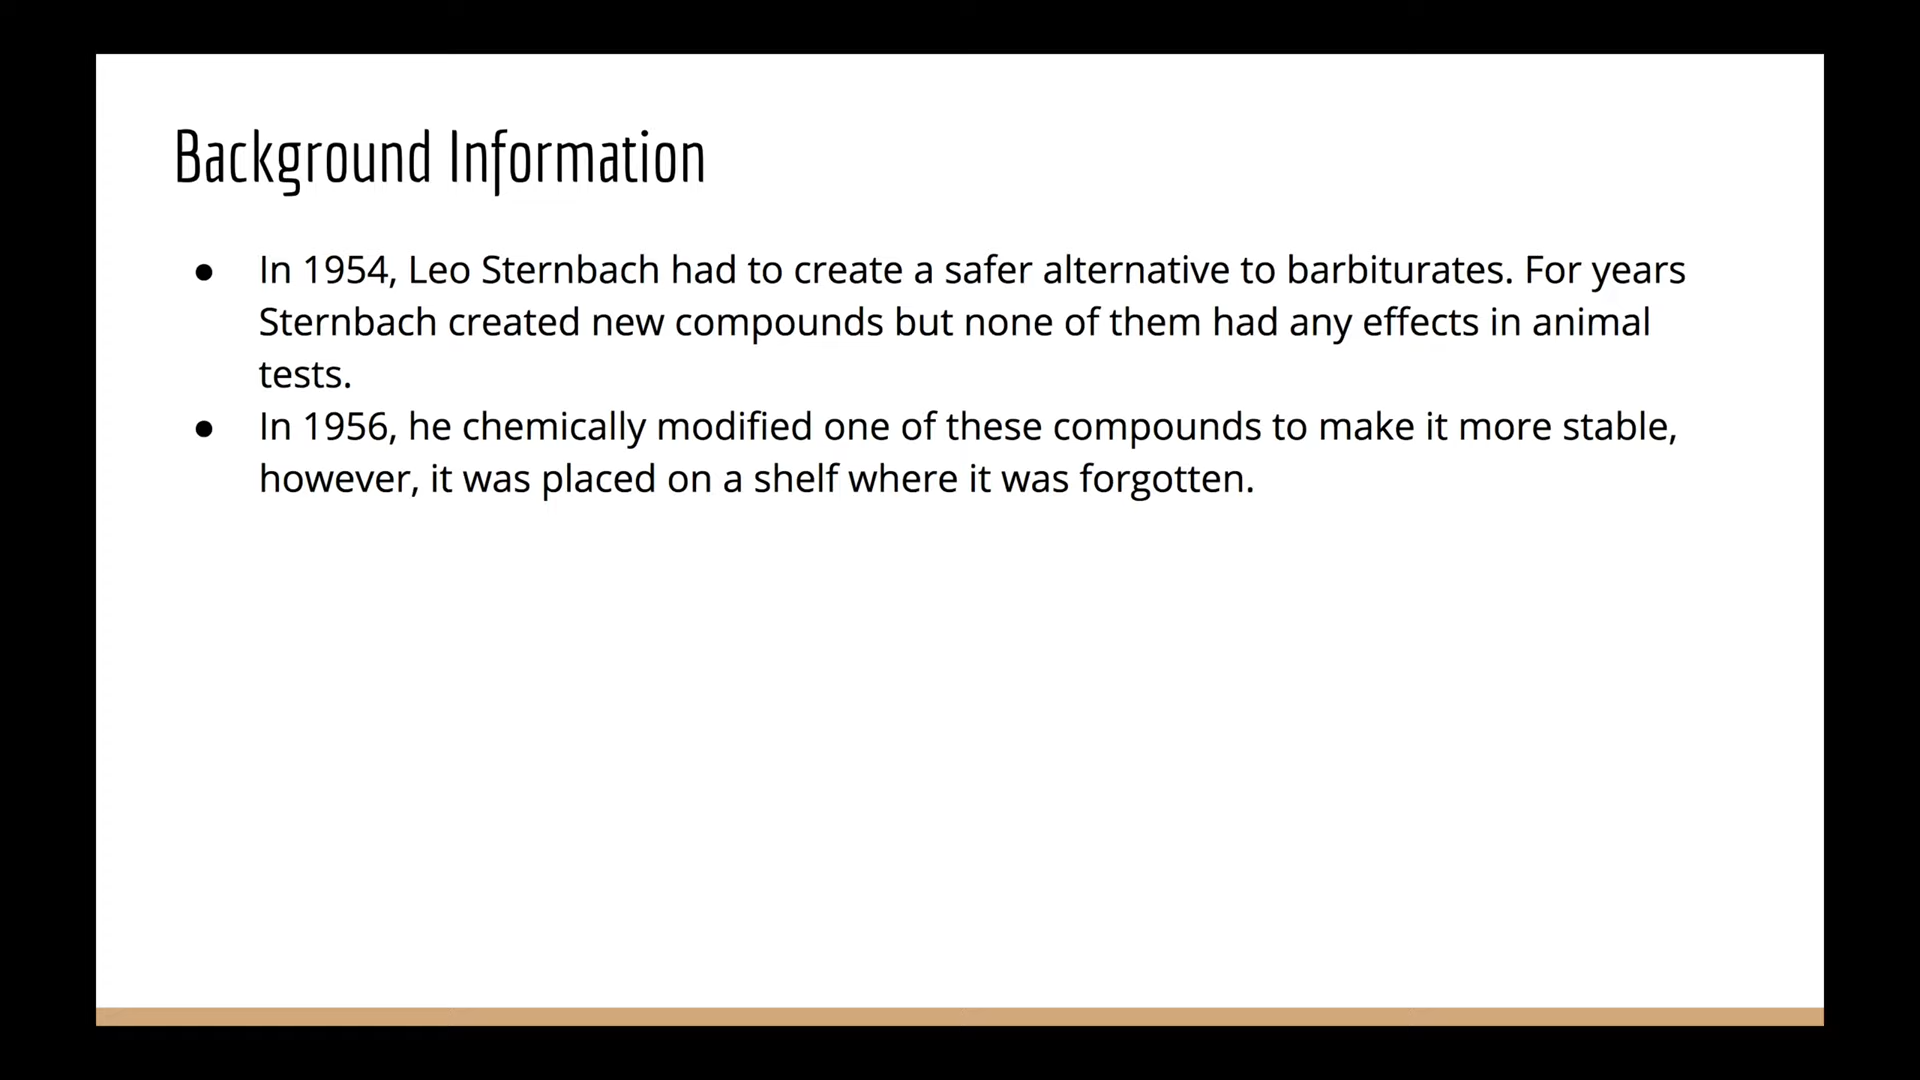 Background Information
● In 1954, Leo Sternbach had to create a safer alternative to barbiturates. For years
Sternbach created new compounds but none of them had any effects in animal
tests.
● In 1956, he chemically modified one of these compounds to make it more stable,
however, it was placed on a shelf where it was forgotten.